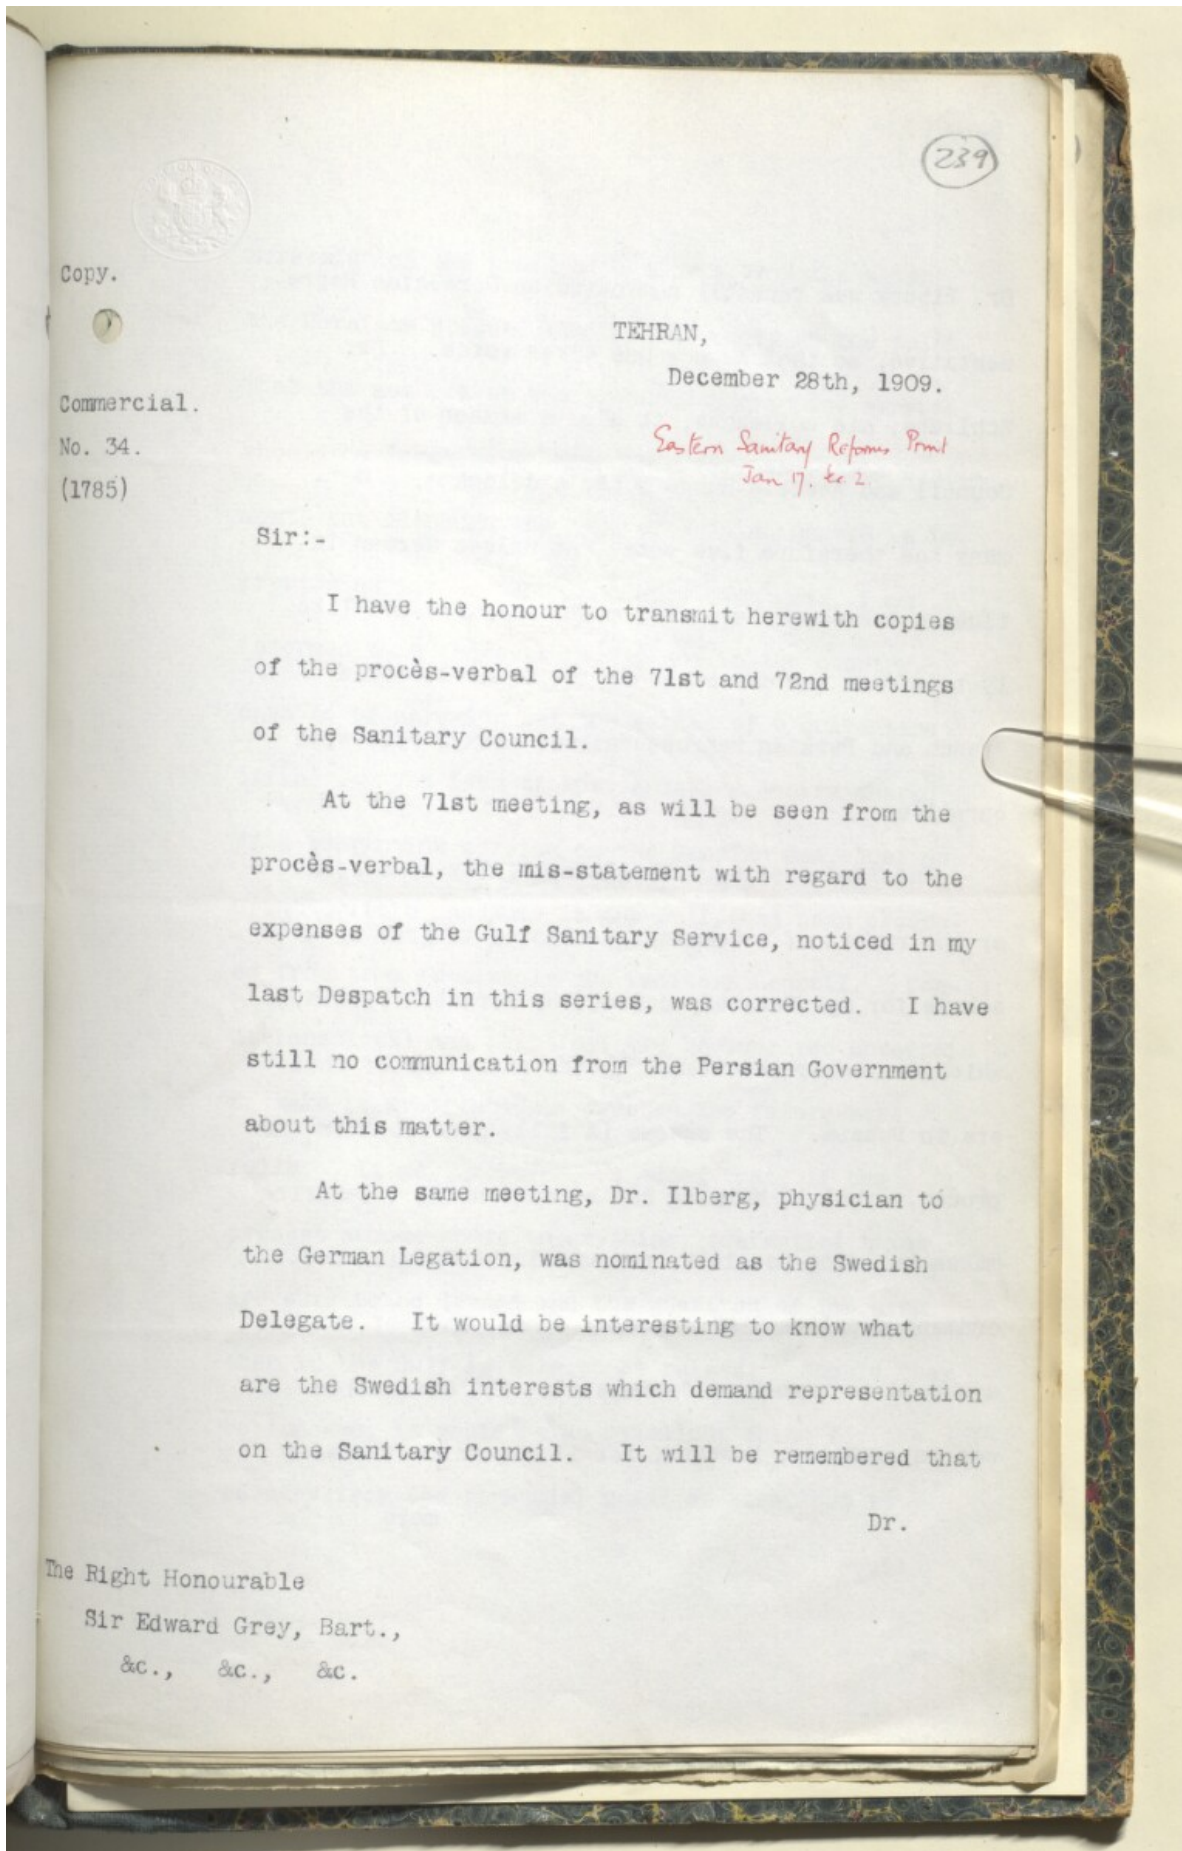 239
Copy.
TEHRAN,
December 28th, 1909.
Commercial.
No. 34.
(1785)
Eastern Sanitary Reforms Print
Jan 17. Sec 2.
Sir:-
I have the honour to transmit herewith copies
of the procès-verbal of the 71st and 72nd meetings
of the Sanitary Council.
At the 71st meeting, as will be seen from the
procès-verbal, the mis-statement with regard to the
expenses of the Gulf Sanitary Service, noticed in my
last Despatch in this series, was corrected. I have
still no communication from the Persian Government
about this matter.
At the same meeting, Dr. Ilberg, physician to
the German Legation, was nominated as the Swedish
Delegate. It would be interesting to know what
are the Swedish interests which demand representation
on the Sanitary Council. It will be remembered that
Dr.
The Right Honourable
Sir Edward Grey, Bart.,
&c., &c., &c.